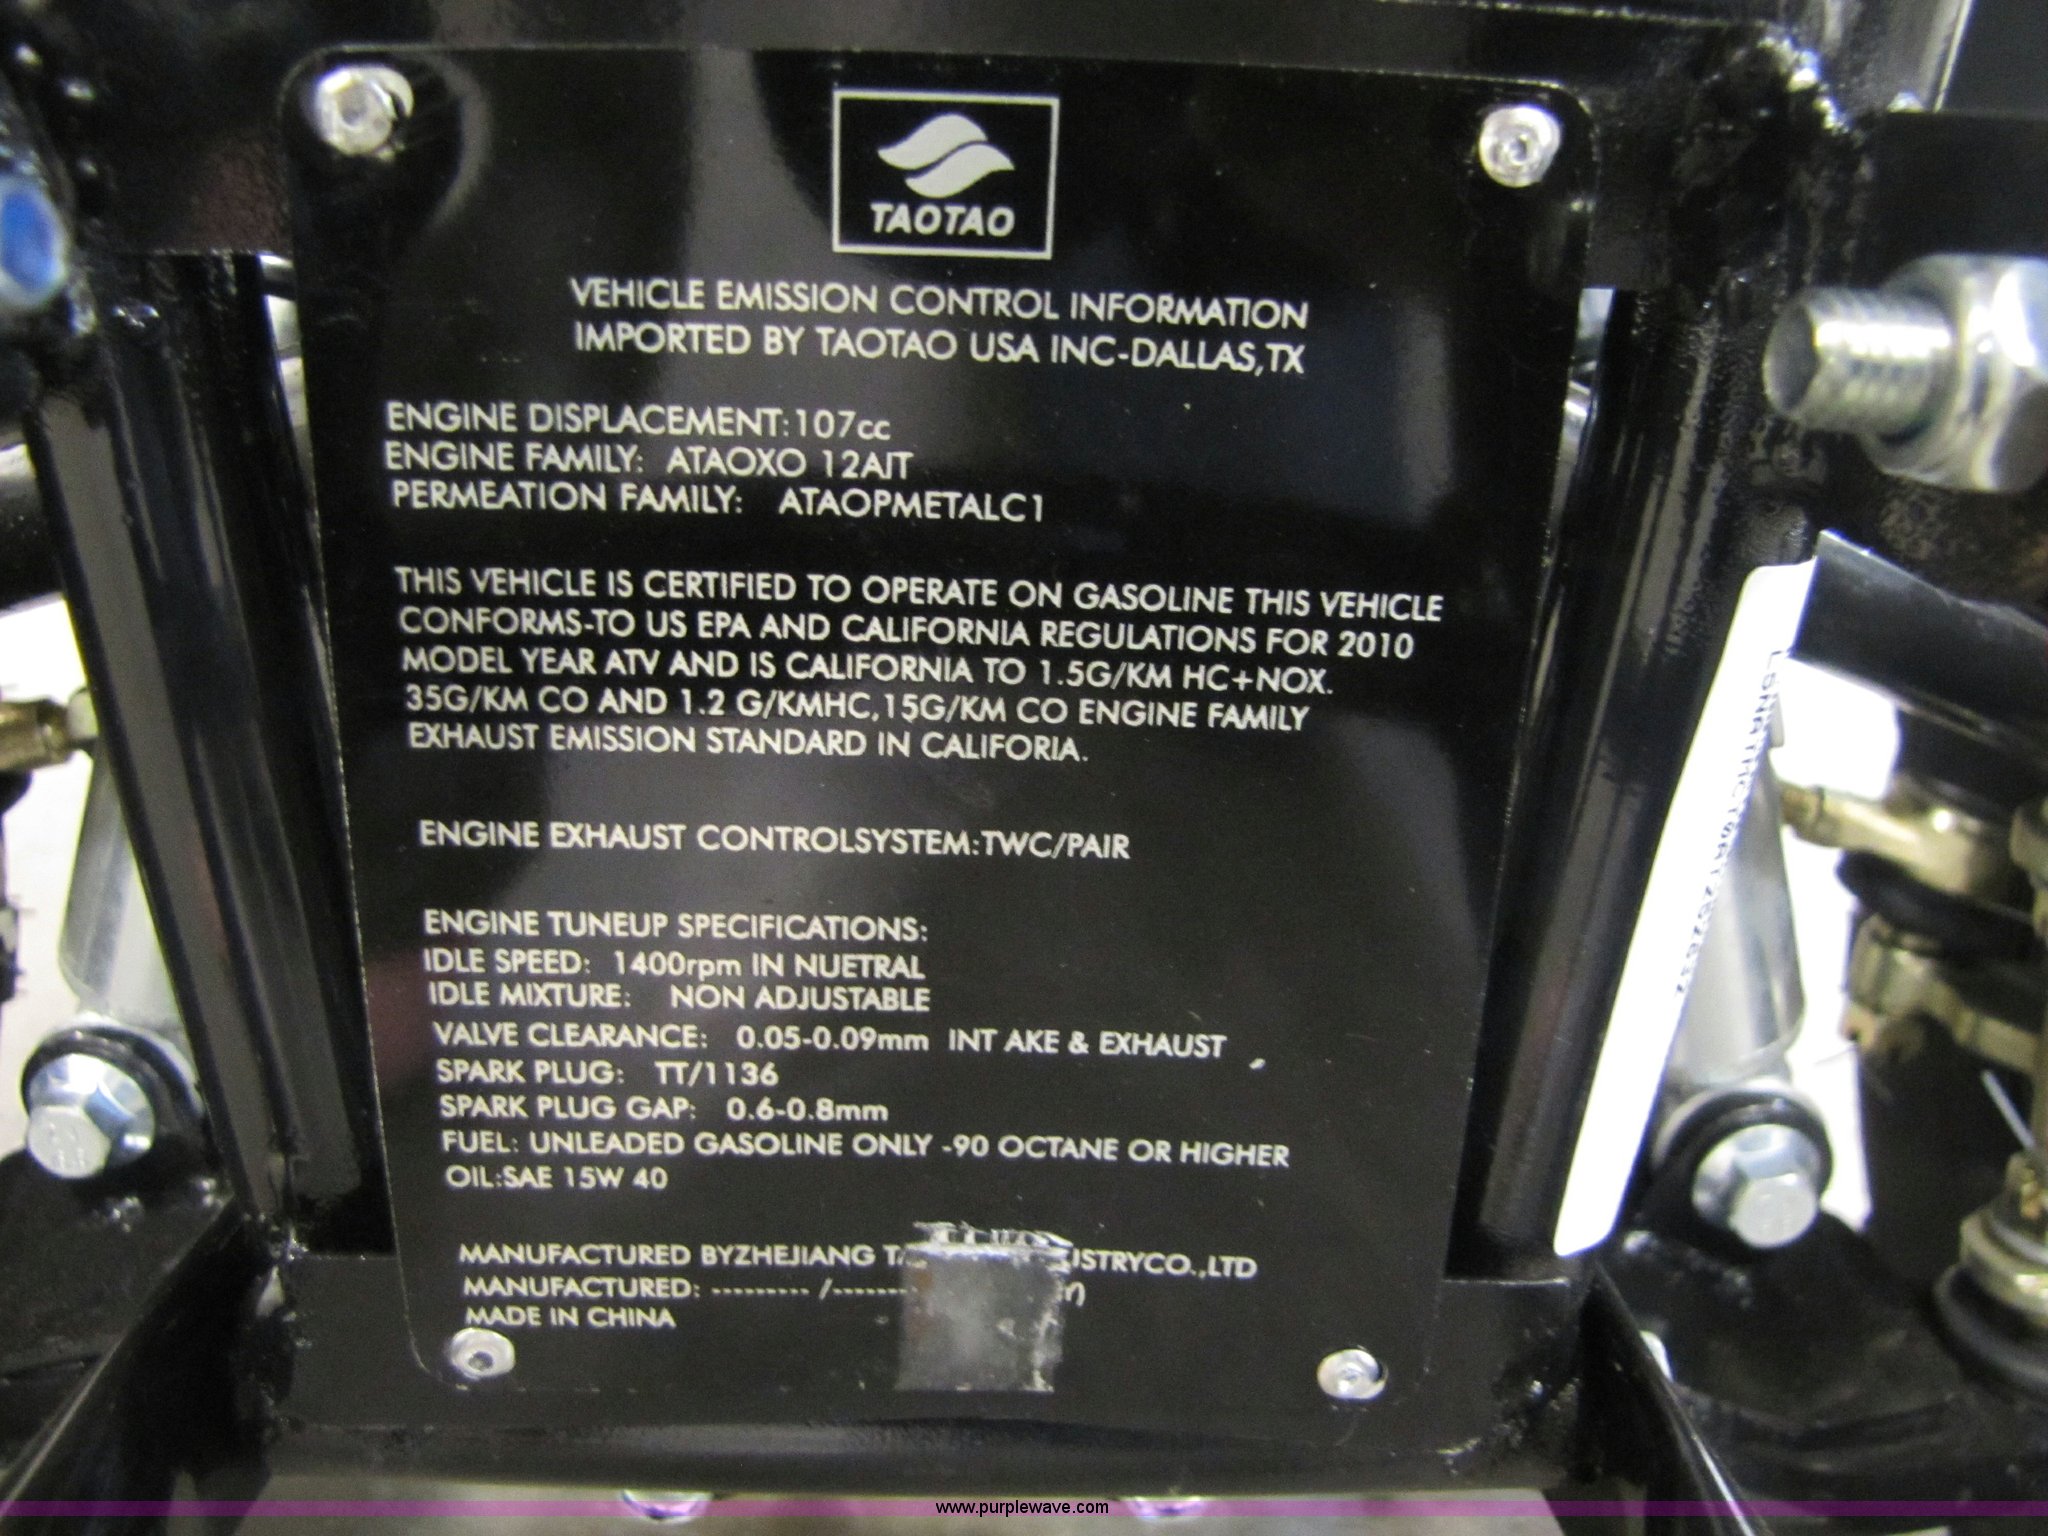 TAOTAO
VEHICLE EMISSION CONTROL INFORMATION
IMPORTED BY TAOTAO USA INC-DALLAS,TX
ENGINE DISPLACEMENT:107cc
ENGINE FAMILY: ATAOXO 12AIT
PERMEATION FAMILY: ATAOPMETALC1
THIS VEHICLE IS CERTIFIED TO OPERATE ON GASOLINE THIS VEHICLE
CONFORMS-TO US EPA AND CALIFORNIA REGULATIONS FOR 2010
MODEL YEAR ATV AND IS CALIFORNIA TO 1.5G/KM HC+NOX.
35G/KM CO AND 1.2 G/KMHC,15G/KM CO ENGINE FAMILY
EXHAUST EMISSION STANDARD IN CALIFORIA.
ENGINE EXHAUST CONTROLSYSTEM:TWC/PAIR
ENGINE TUNEUP SPECIFICATIONS:
IDLE SPEED: 1400rpm IN NUETRAL
IDLE MIXTURE: NON ADJUSTABLE
VALVE CLEARANCE: 0.05-0.09mm INT AKE & EXHAUST
SPARK PLUG: TT/1136
SPARK PLUG GAP: 0.6-0.8mm
FUEL: UNLEADED GASOLINE ONLY -90 OCTANE OR HIGHER
OIL:SAE 15W 40
MANUFACTURED BYZHEJIANG
MANUFACTURED: --------- /-------
MADE IN CHINA
www.purplewave.com